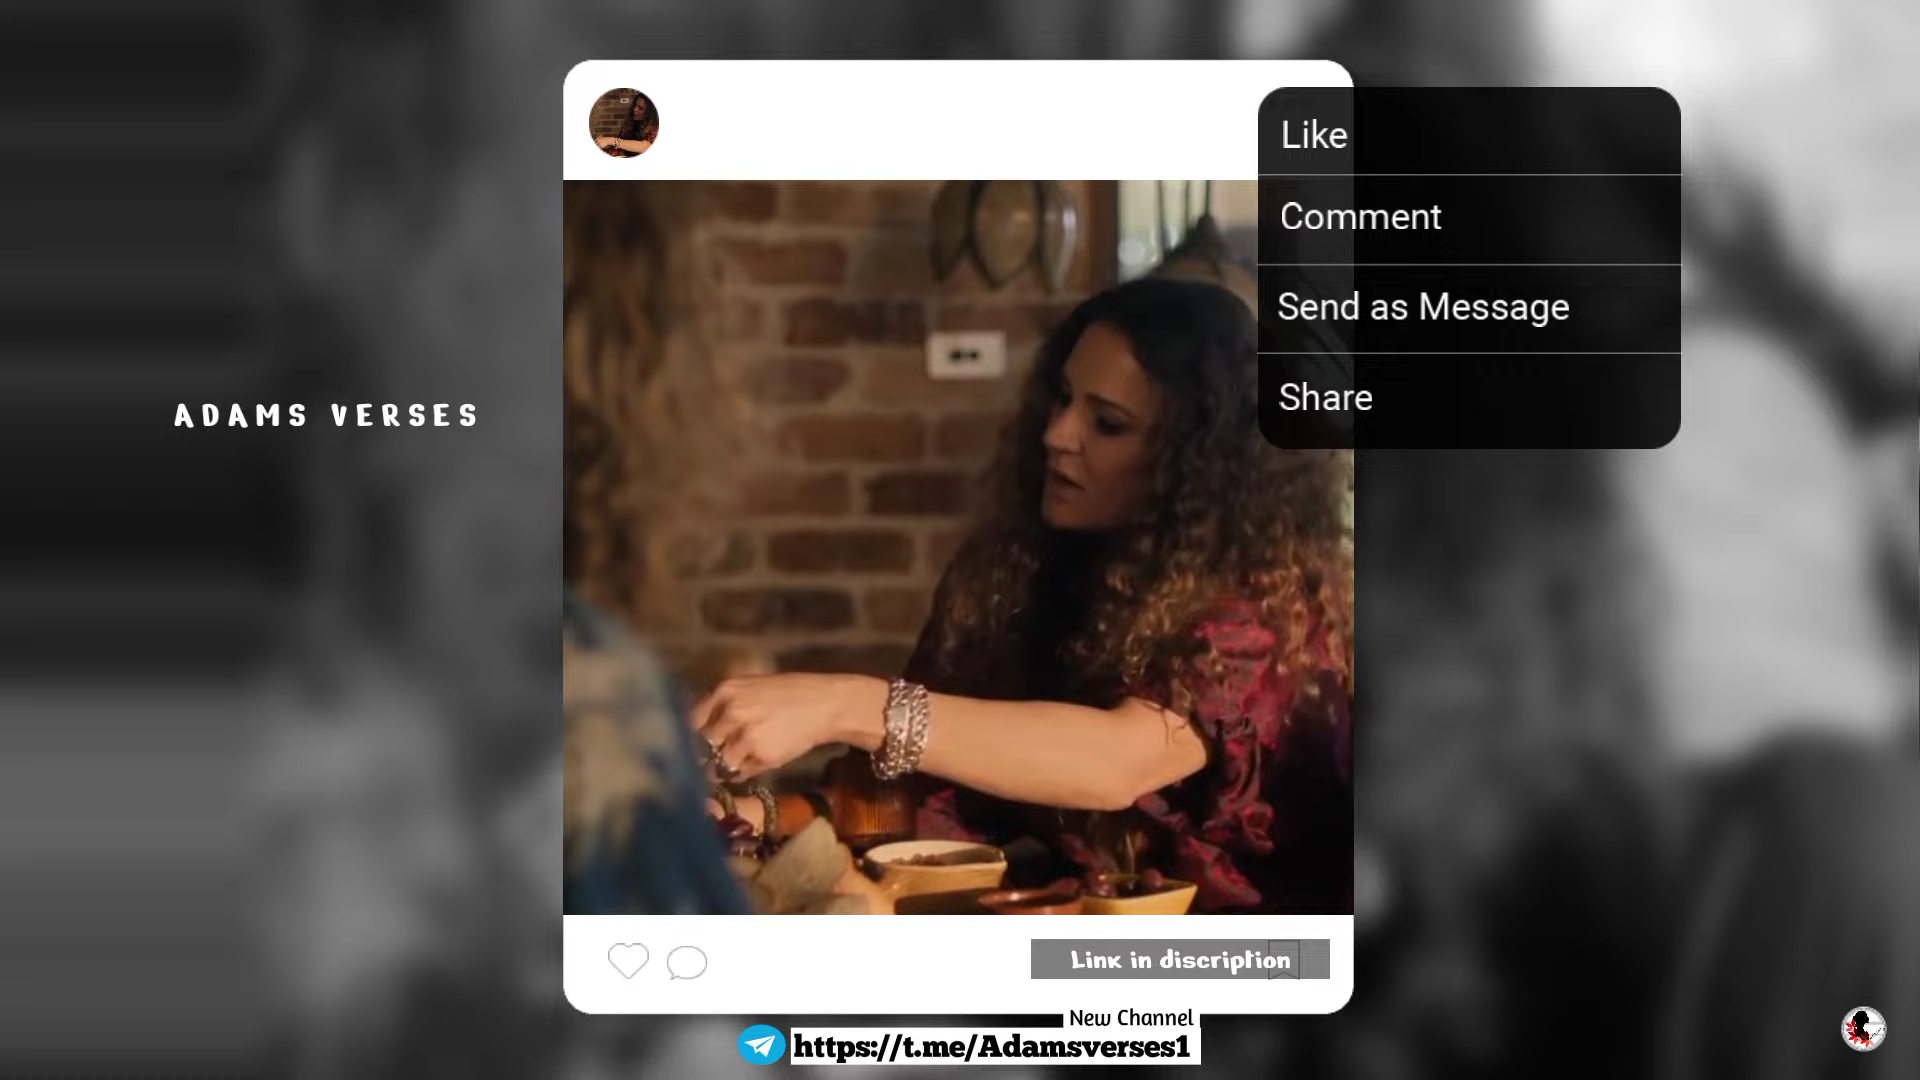 Like
Comment
Send as Message
Share
ADAMS VERSES
Link in discription
New Channel
https://t.me/Adamsverses1